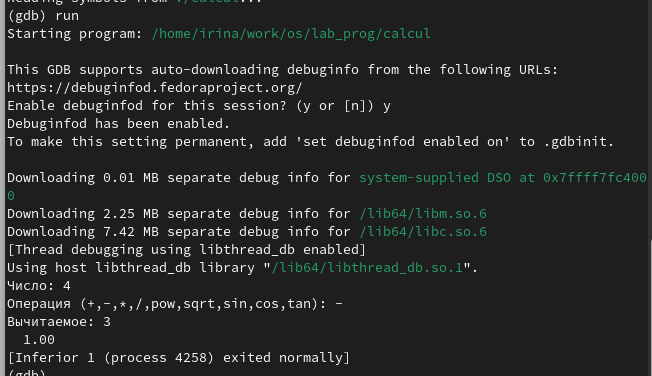 Reading symbols from ./calcul...
(gdb) run
Starting program: /home/irina/work/os/lab_prog/calcul
This GDB supports auto-downloading debuginfo from the following URLs:
https://debuginfod.fedoraproject.org/
Enable debuginfod for this session? (y or [n]) y
Debuginfod has been enabled.
To make this setting permanent, add 'set debuginfod enabled on' to .gdbinit.
Downloading 0.01 MB separate debug info for system-supplied DSO at 0x7ffff7fc400
0
Downloading 2.25 MB separate debug info for /lib64/libm.so.6
Downloading 7.42 MB separate debug info for /lib64/libc.so.6
[Thread debugging using libthread_db enabled]
Using host libthread_db library "/lib64/libthread_db.so.1".
Число: 4
Операция (+,-,*,/,pow,sqrt,sin,cos,tan): -
Вычитаемое: 3
  1.00
[Inferior 1 (process 4258) exited normally]
(gdb)